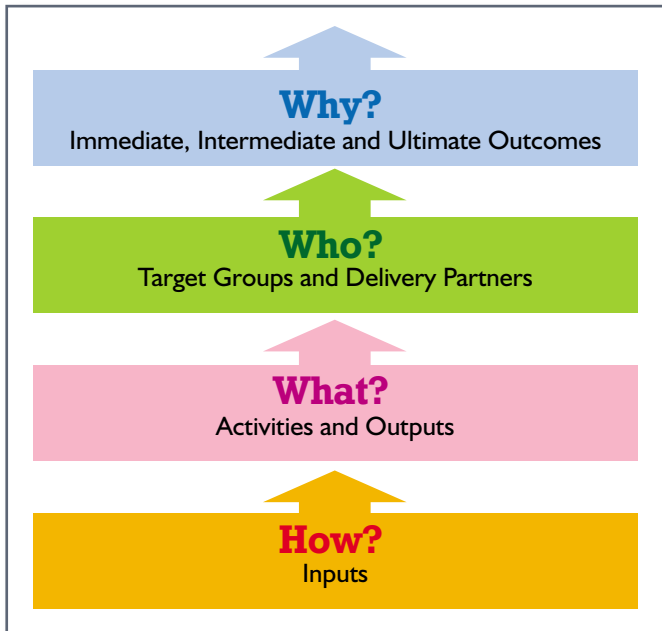 Why?
Immediate, Intermediate and Ultimate Outcomes
Who?
Target Groups and Delivery Partners
What?
Activities and Outputs
How?
Inputs